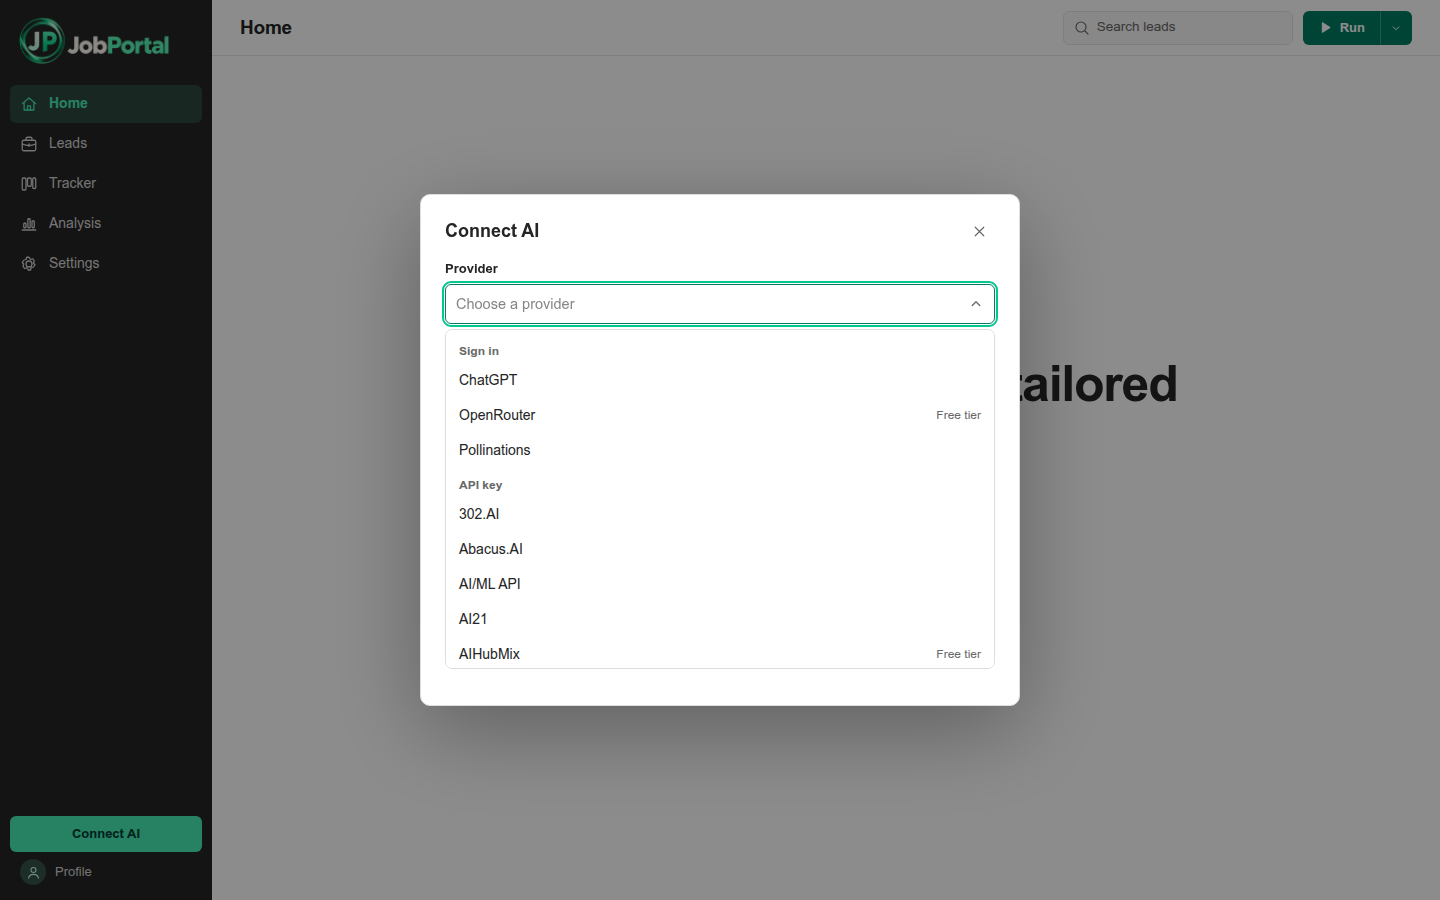 JP JobPortal
Home
Search leads
Run
Home
Leads
Tracker
Analysis
Settings
Connect AI
Provider
Choose a provider
Sign in
ChatGPT
OpenRouter Free tier
Pollinations
API key
302.AI
Abacus.AI
AI/ML API
AI21
AIHubMix Free tier
tailored
Connect AI
Profile